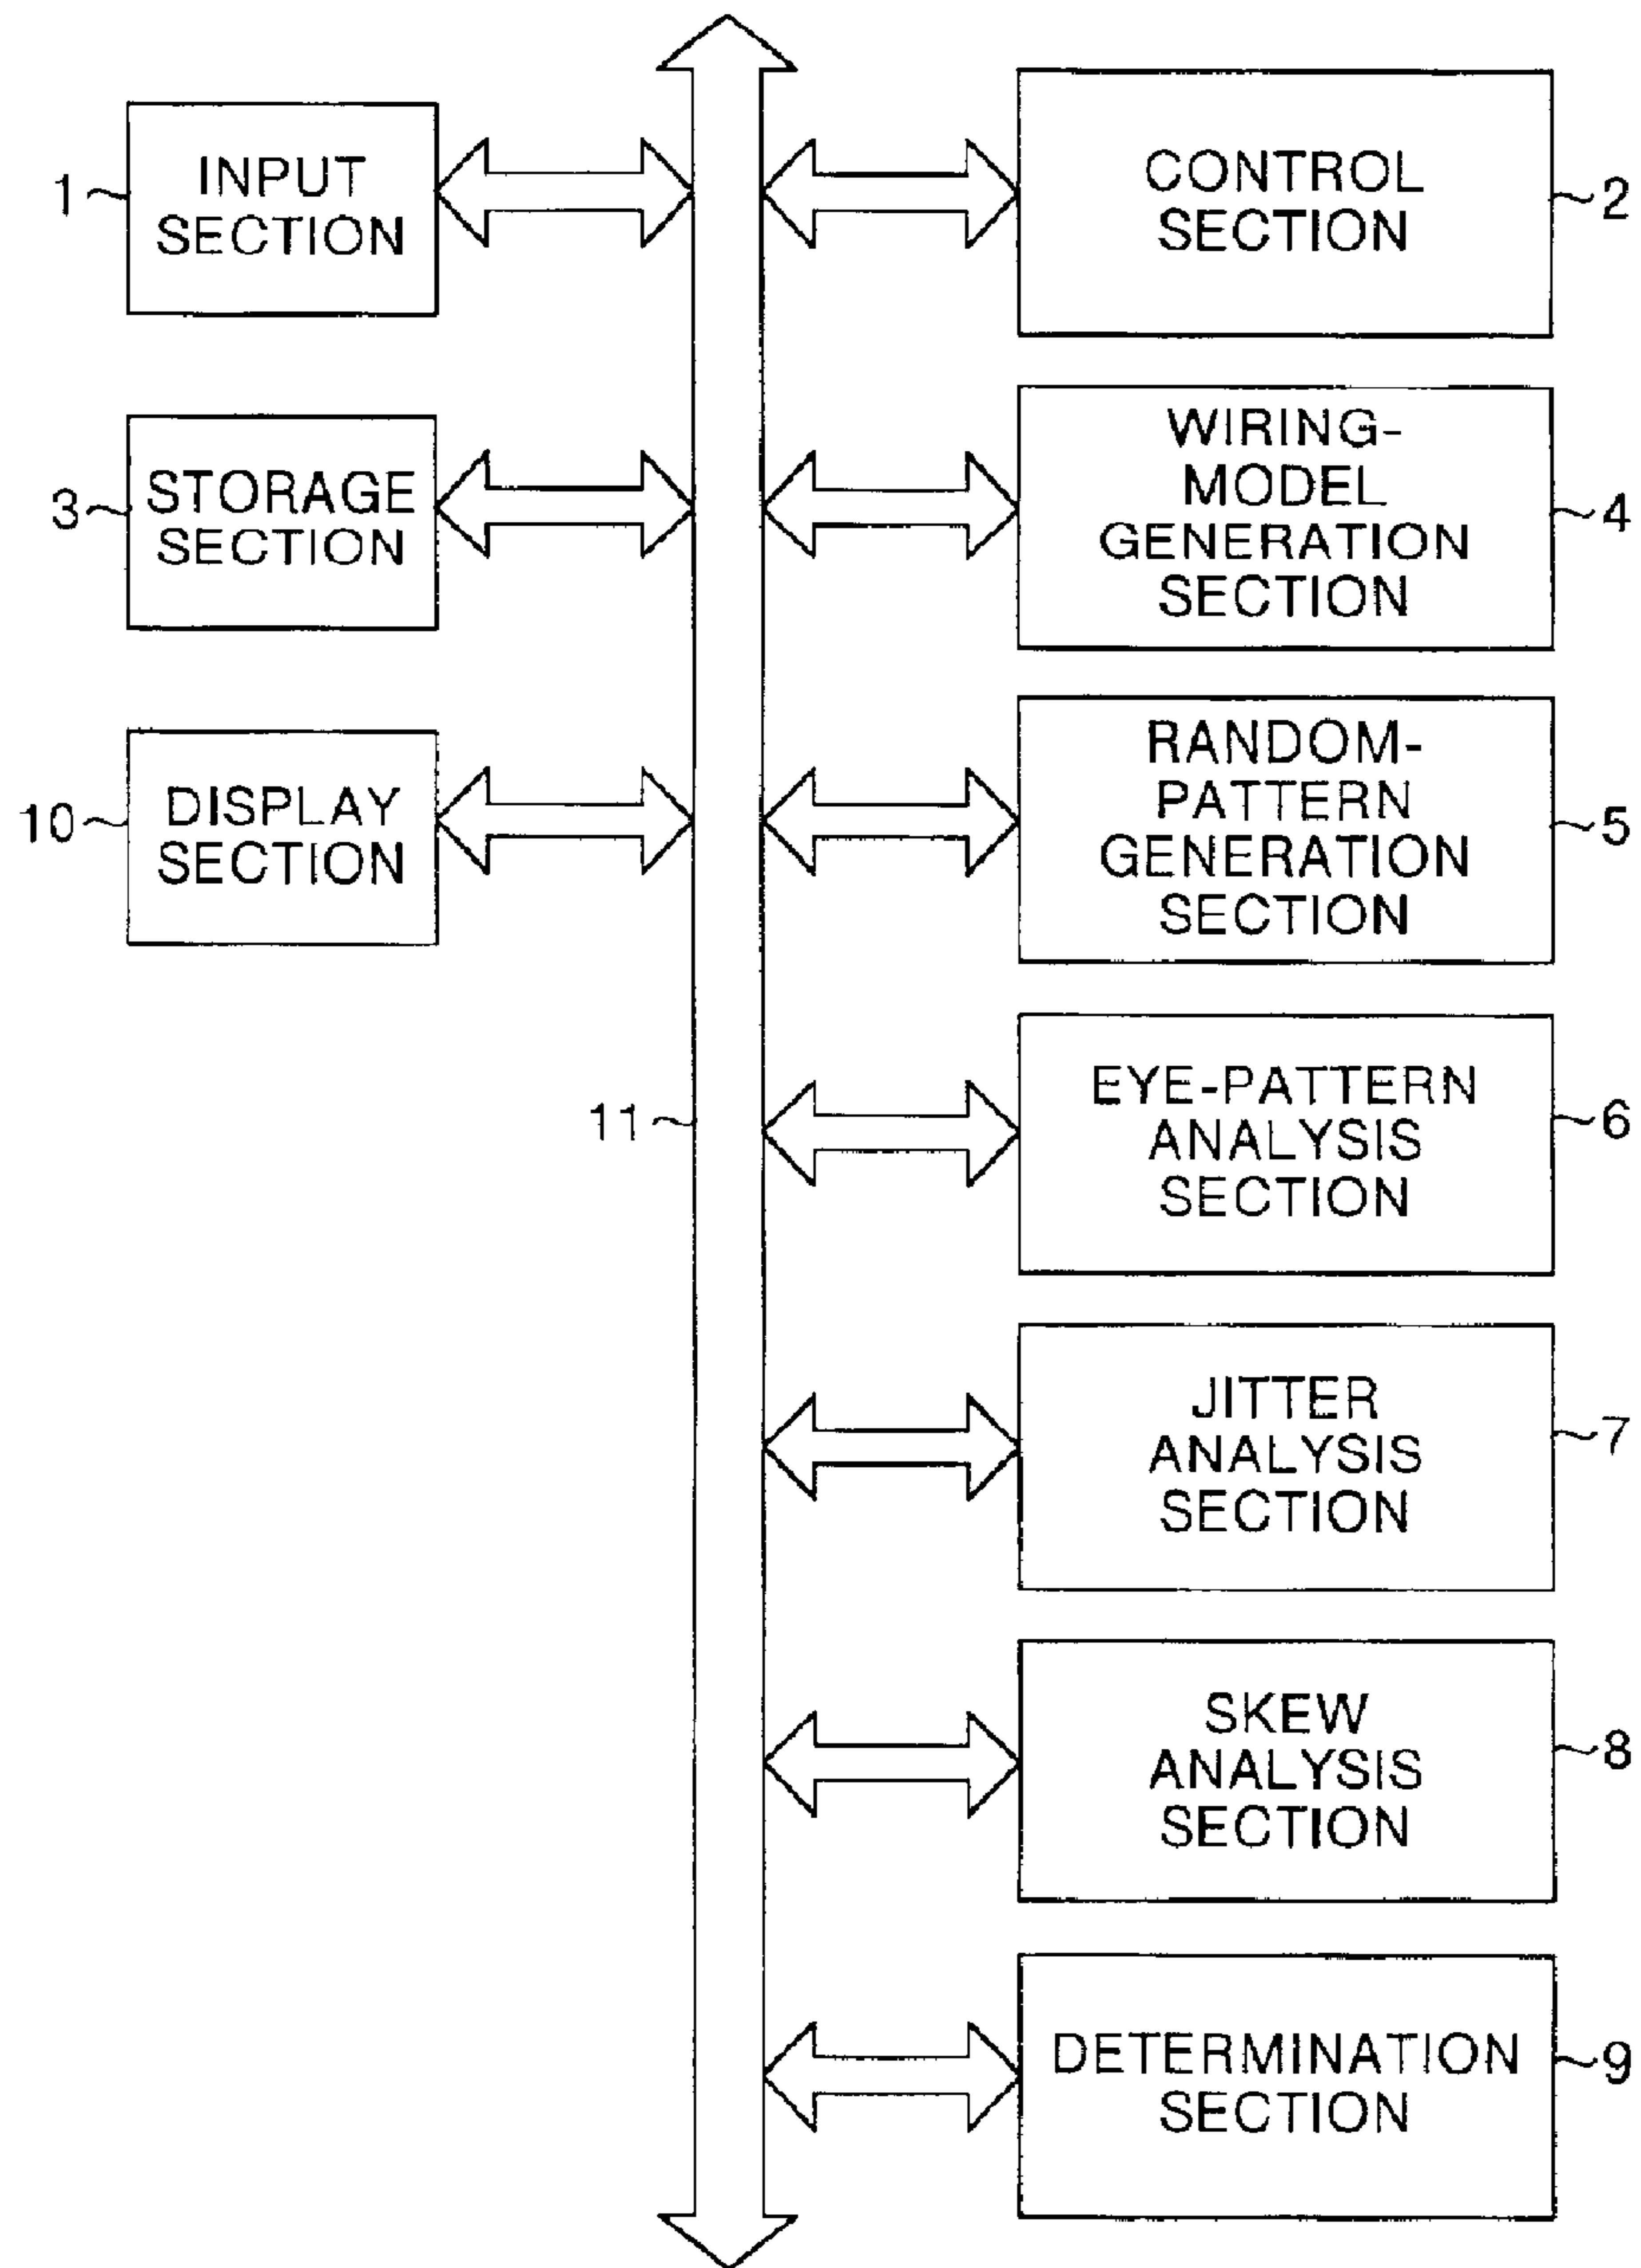 1
INPUT
SECTION
CONTROL
SECTION
2
3
STORAGE
SECTION
WIRING-
MODEL
GENERATION
SECTION
4
10
DISPLAY
SECTION
RANDOM-
PATTERN
GENERATION
SECTION
5
11
EYE-PATTERN
ANALYSIS
SECTION
6
JITTER
ANALYSIS
SECTION
7
SKEW
ANALYSIS
SECTION
8
DETERMINATION
SECTION
9